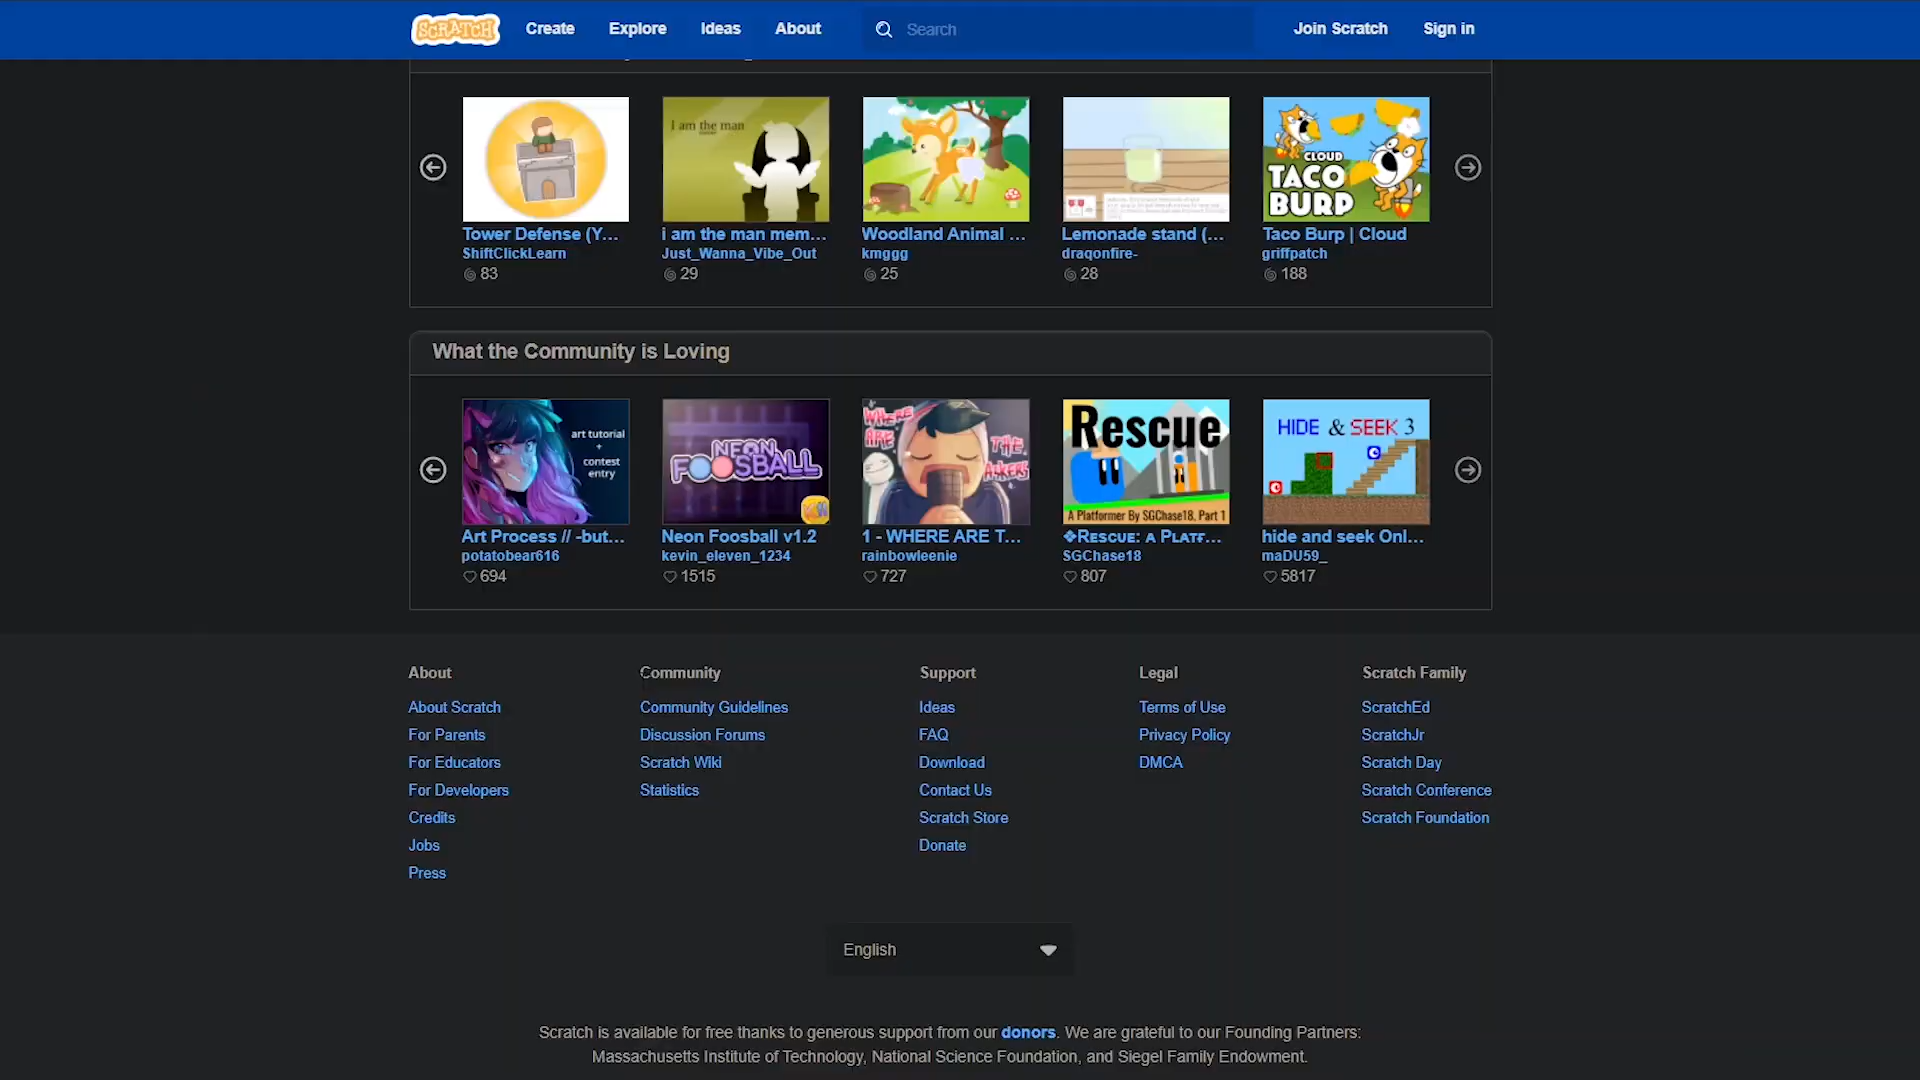 SCRATCH
Create
Explore
Ideas
About
Search
Join Scratch
Sign in
I am the man
CLOUD
TACO
BURP
Tower Defense (Y...
i am the man mem...
Woodland Animal ...
Lemonade stand (...
Taco Burp | Cloud
ShiftClickLearn
Just_Wanna_Vibe_Out
kmggg
draqonfire-
griffpatch
83
29
25
28
188
What the Community is Loving
art tutorial
+
contest
entry
NEON
FOOSBALL
WHERE
ARE
THE
Rescue
A Platformer By SGChase18. Part 1
HIDE & SEEK 3
Art Process // -but...
Neon Foosball v1.2
1 - WHERE ARE T...
❖Rescue: a Platf...
hide and seek Onl...
potatobear616
kevin_eleven_1234
rainbowleenie
SGChase18
maDU59_
694
1515
727
807
5817
About
About Scratch
For Parents
For Educators
For Developers
Credits
Jobs
Press
Community
Community Guidelines
Discussion Forums
Scratch Wiki
Statistics
Support
Ideas
FAQ
Download
Contact Us
Scratch Store
Donate
Legal
Terms of Use
Privacy Policy
DMCA
Scratch Family
ScratchEd
ScratchJr
Scratch Day
Scratch Conference
Scratch Foundation
English
Scratch is available for free thanks to generous support from our donors. We are grateful to our Founding Partners:
Massachusetts Institute of Technology, National Science Foundation, and Siegel Family Endowment.